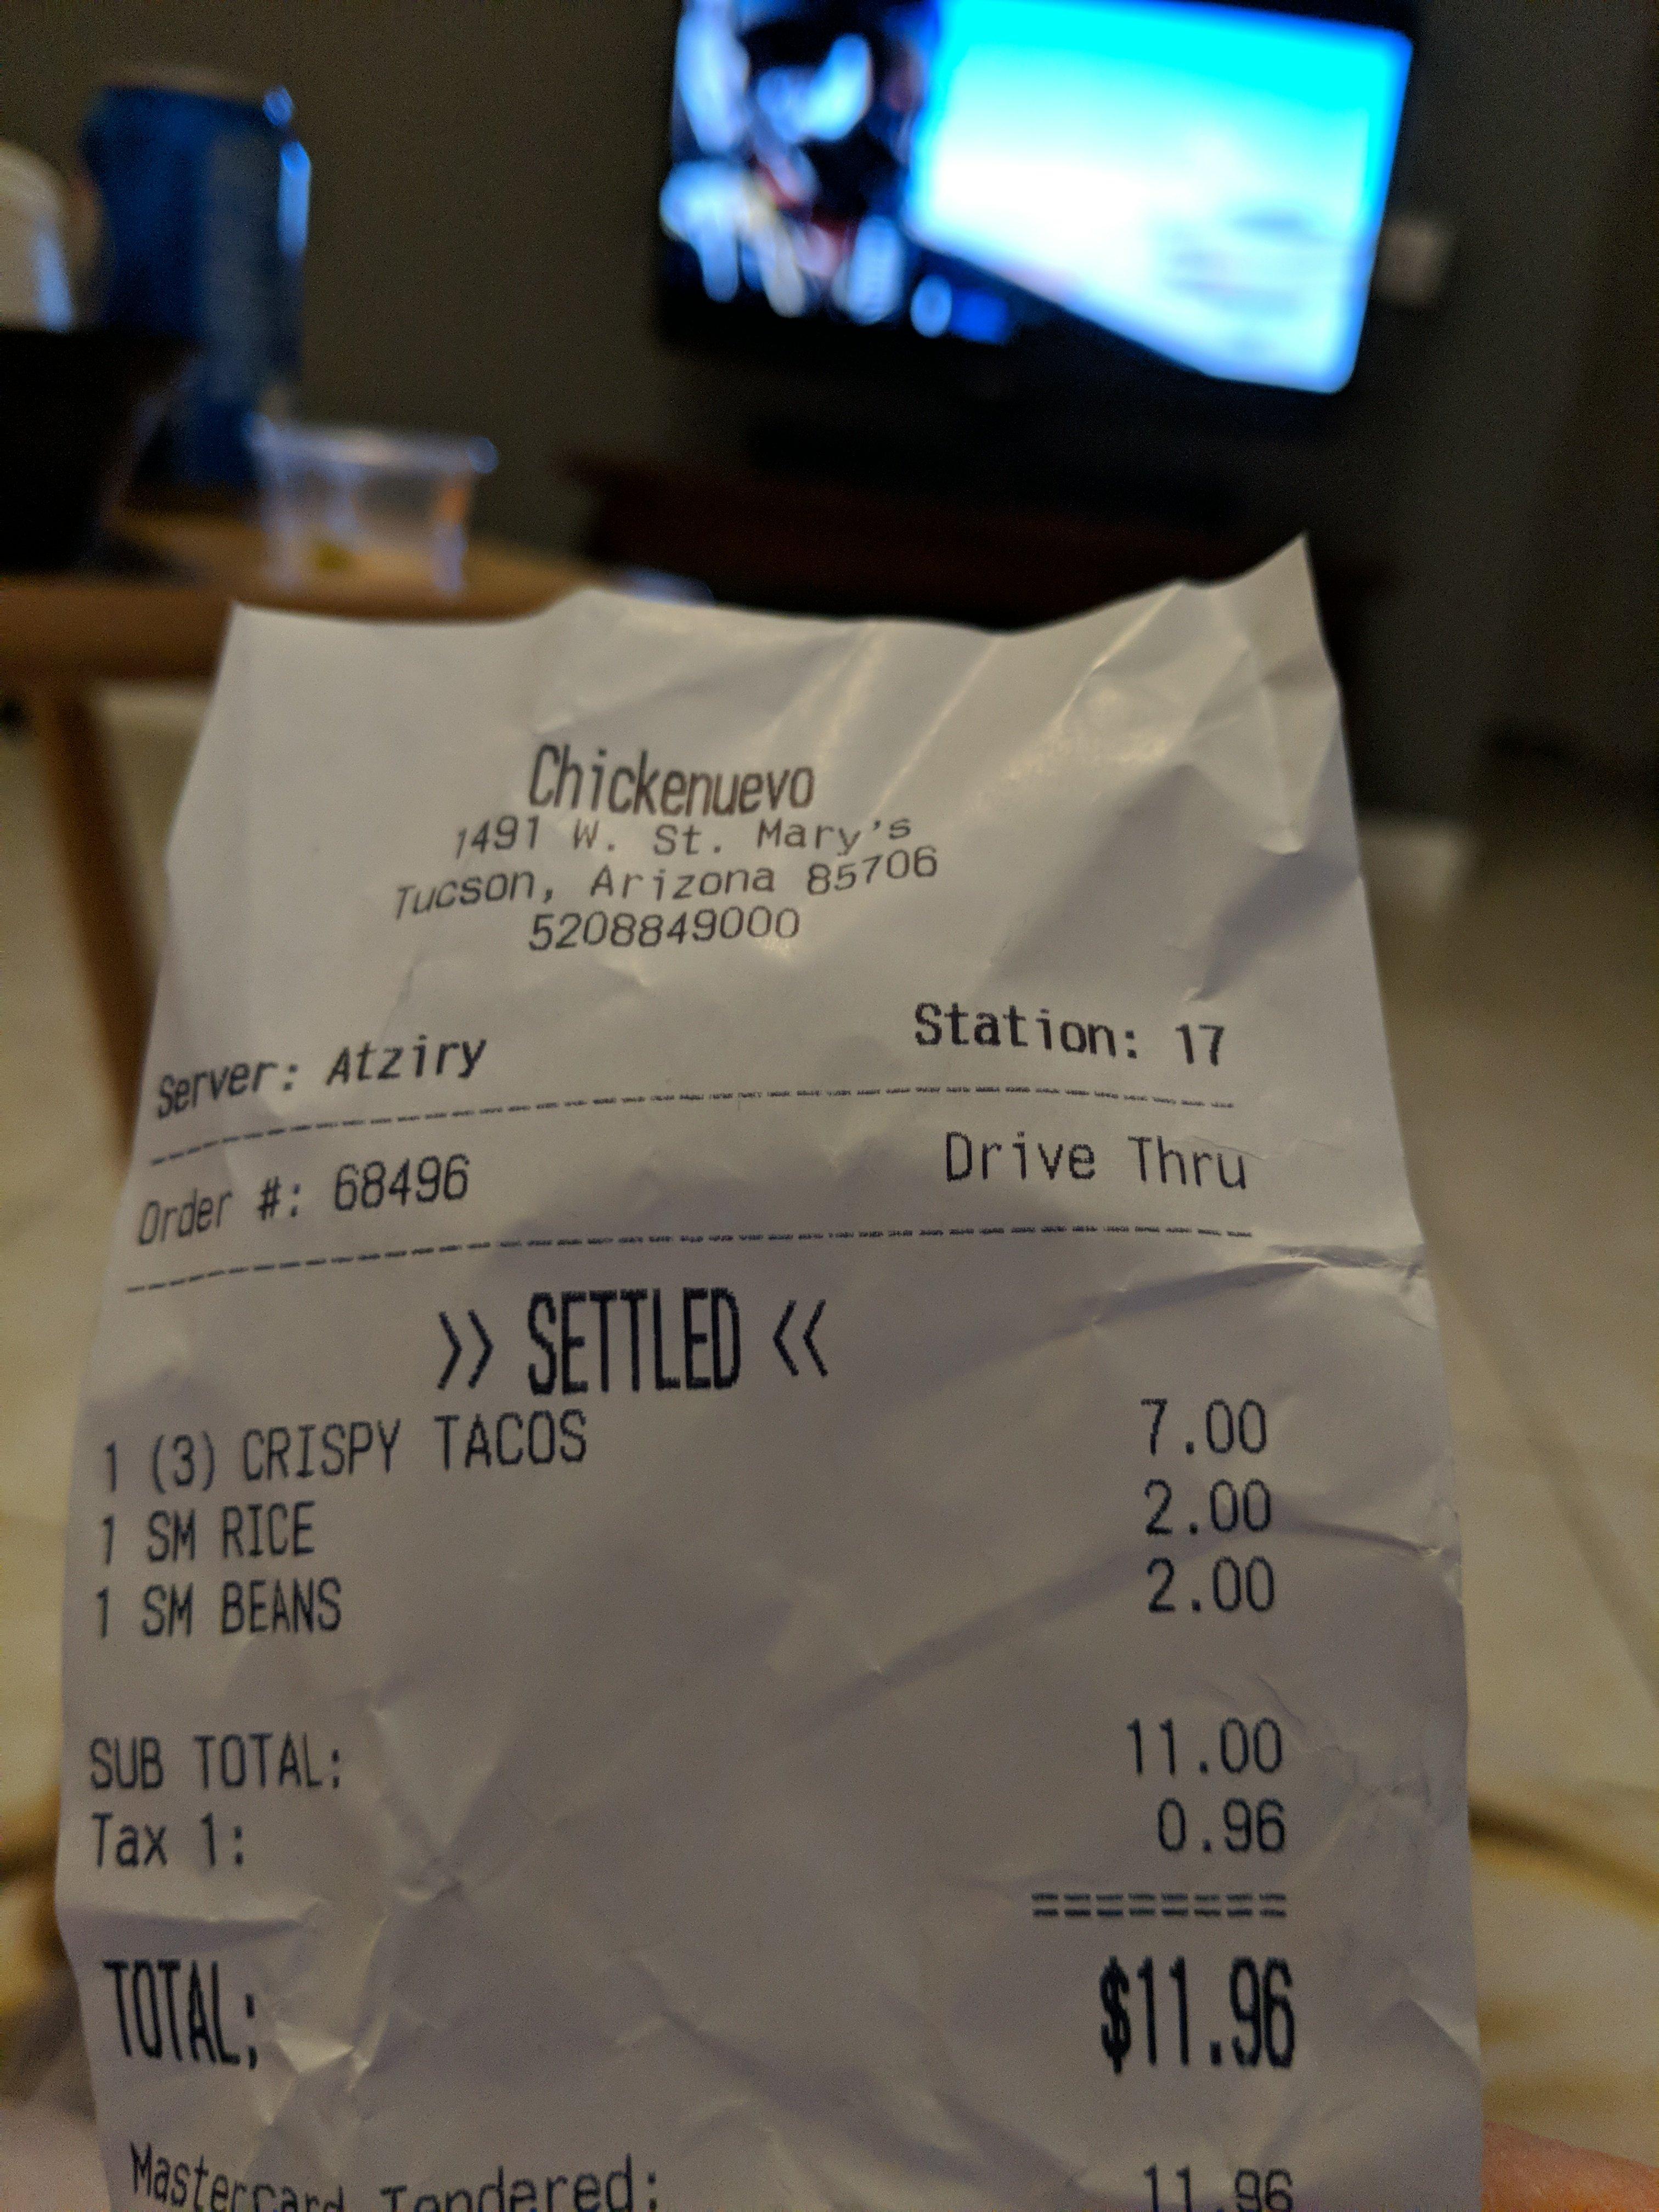 Chickenuevo
1491 W. St. Mary's
Tucson, Arizona 85706
5208849000
Server: Atziry Station: 17
Order #: 68496 Drive Thru
>> SETTLED <<
1 (3) CRISPY TACOS 7.00
1 SM RICE 2.00
1 SM BEANS 2.00
SUB TOTAL: 11.00
Tax 1: 0.96
========
TOTAL: $11.96
Mastercard Tendered: 11.96